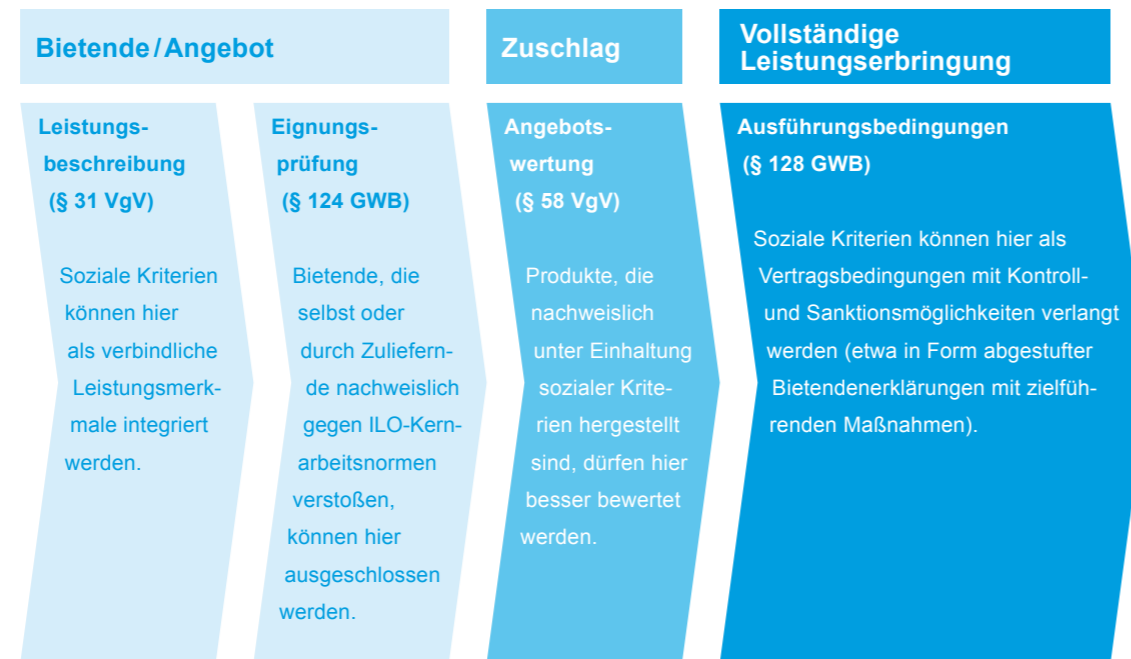 Bietende/Angebot
Zuschlag
Vollständige
Leistungserbringung
Leistungs-
beschreibung
(§ 31 VgV)
Soziale Kriterien
können hier
als verbindliche
Leistungsmerk-
male integriert
werden.
Eignungs-
prüfung
(§ 124 GWB)
Bietende, die
selbst oder
durch Zuliefern-
de nachweislich
gegen ILO-Kern-
arbeitsnormen
verstoßen,
können hier
ausgeschlossen
werden.
Angebots-
wertung
(§ 58 VgV)
Produkte, die
nachweislich
unter Einhaltung
sozialer Krite-
rien hergestellt
sind, dürfen hier
besser bewertet
werden.
Ausführungsbedingungen
(§ 128 GWB)
Soziale Kriterien können hier als
Vertragsbedingungen mit Kontroll-
und Sanktionsmöglichkeiten verlangt
werden (etwa in Form abgestufter
Bietendenerklärungen mit zielfüh-
renden Maßnahmen).